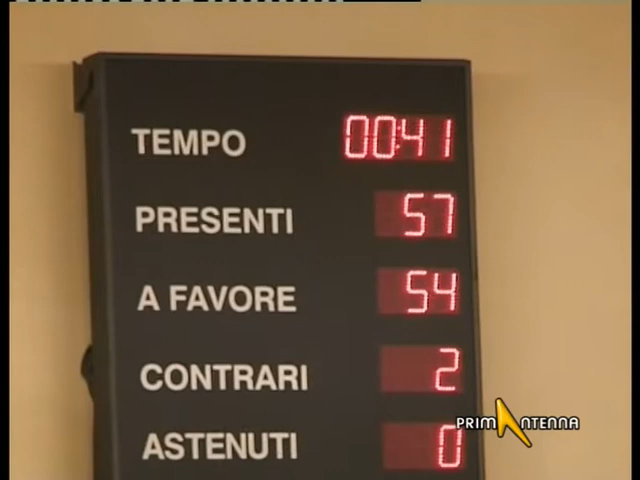 TEMPO 00:41
PRESENTI 57
A FAVORE 54
CONTRARI 2
ASTENUTI 0
PRIMANTENNA